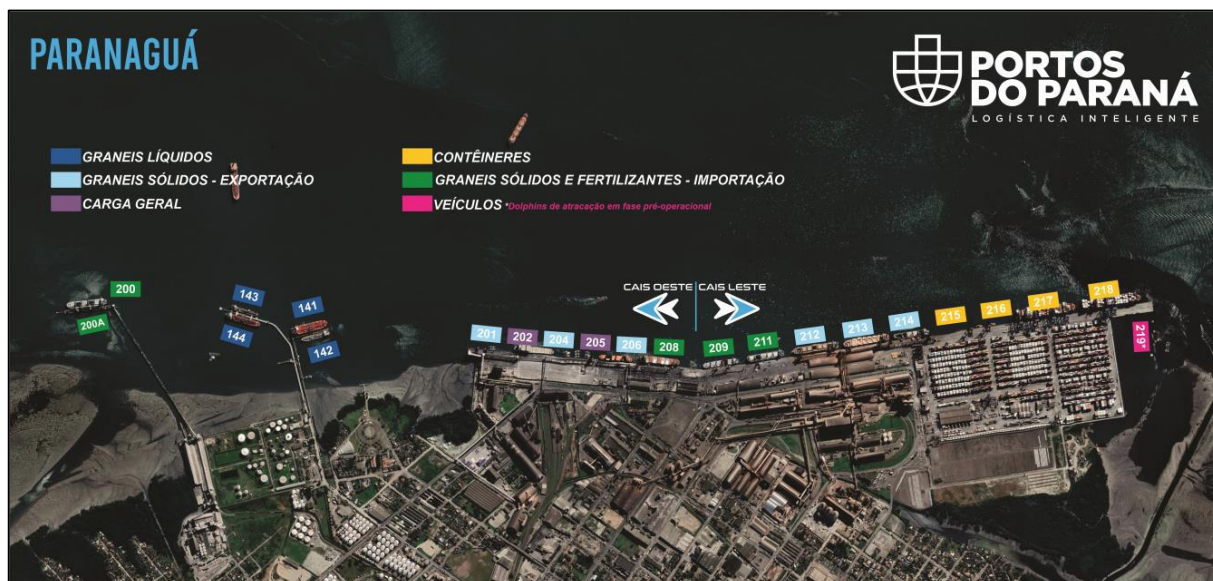 PARANAGUÁ
PORTOS
DO PARANÁ
LOGÍSTICA INTELIGENTE
GRANEIS LÍQUIDOS
GRANEIS SÓLIDOS - EXPORTAÇÃO
CARGA GERAL
CONTÊINERES
GRANEIS SÓLIDOS E FERTILIZANTES - IMPORTAÇÃO
VEÍCULOS *Dolphins de atracação em fase pré-operacional
200
200A
143
144
141
142
CAIS OESTE
CAIS LESTE
201
202
204
205
206
208
209
211
212
213
214
215
216
217
218
219*